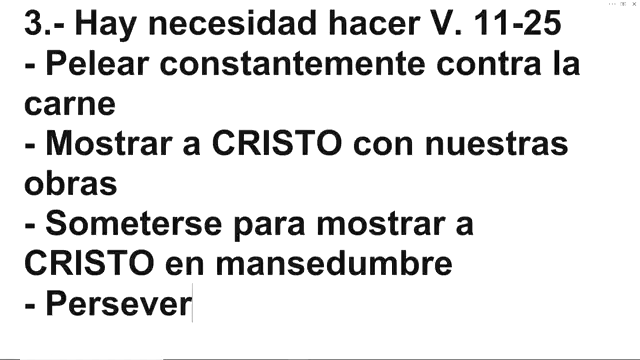 3.- Hay necesidad hacer V. 11-25
- Pelear constantemente contra la
carne
- Mostrar a CRISTO con nuestras
obras
- Someterse para mostrar a
CRISTO en mansedumbre
- Persever